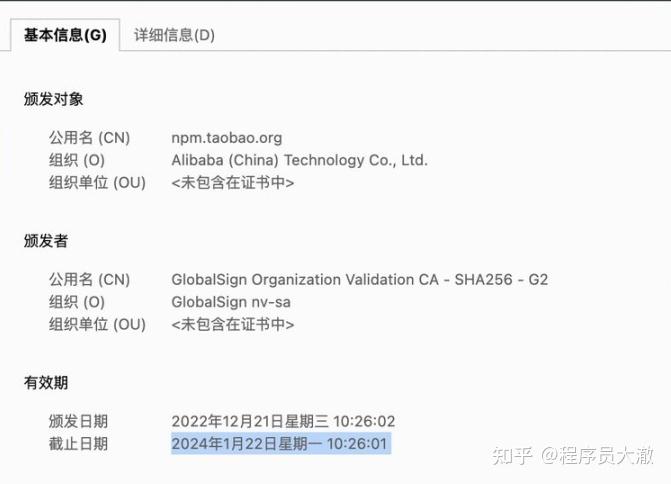 基本信息(G) 详细信息(D)
颁发对象
公用名 (CN) npm.taobao.org
组织 (O) Alibaba (China) Technology Co., Ltd.
组织单位 (OU) <未包含在证书中>
颁发者
公用名 (CN) GlobalSign Organization Validation CA - SHA256 - G2
组织 (O) GlobalSign nv-sa
组织单位 (OU) <未包含在证书中>
有效期
颁发日期 2022年12月21日星期三 10:26:02
截止日期 2024年1月22日星期一 10:26:01
知乎 @程序员大澈